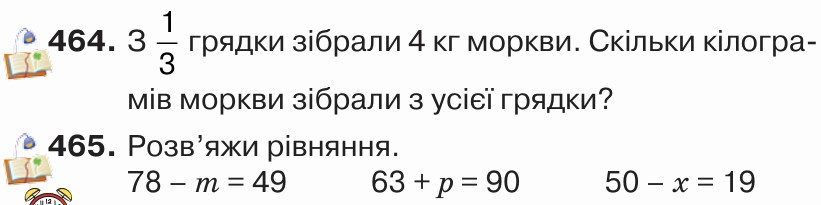 464. З 1/3 грядки зібрали 4 кг моркви. Скільки кілогра-
мів моркви зібрали з усієї грядки?
465. Розв’яжи рівняння.
78 – m = 49 63 + p = 90 50 – x = 19